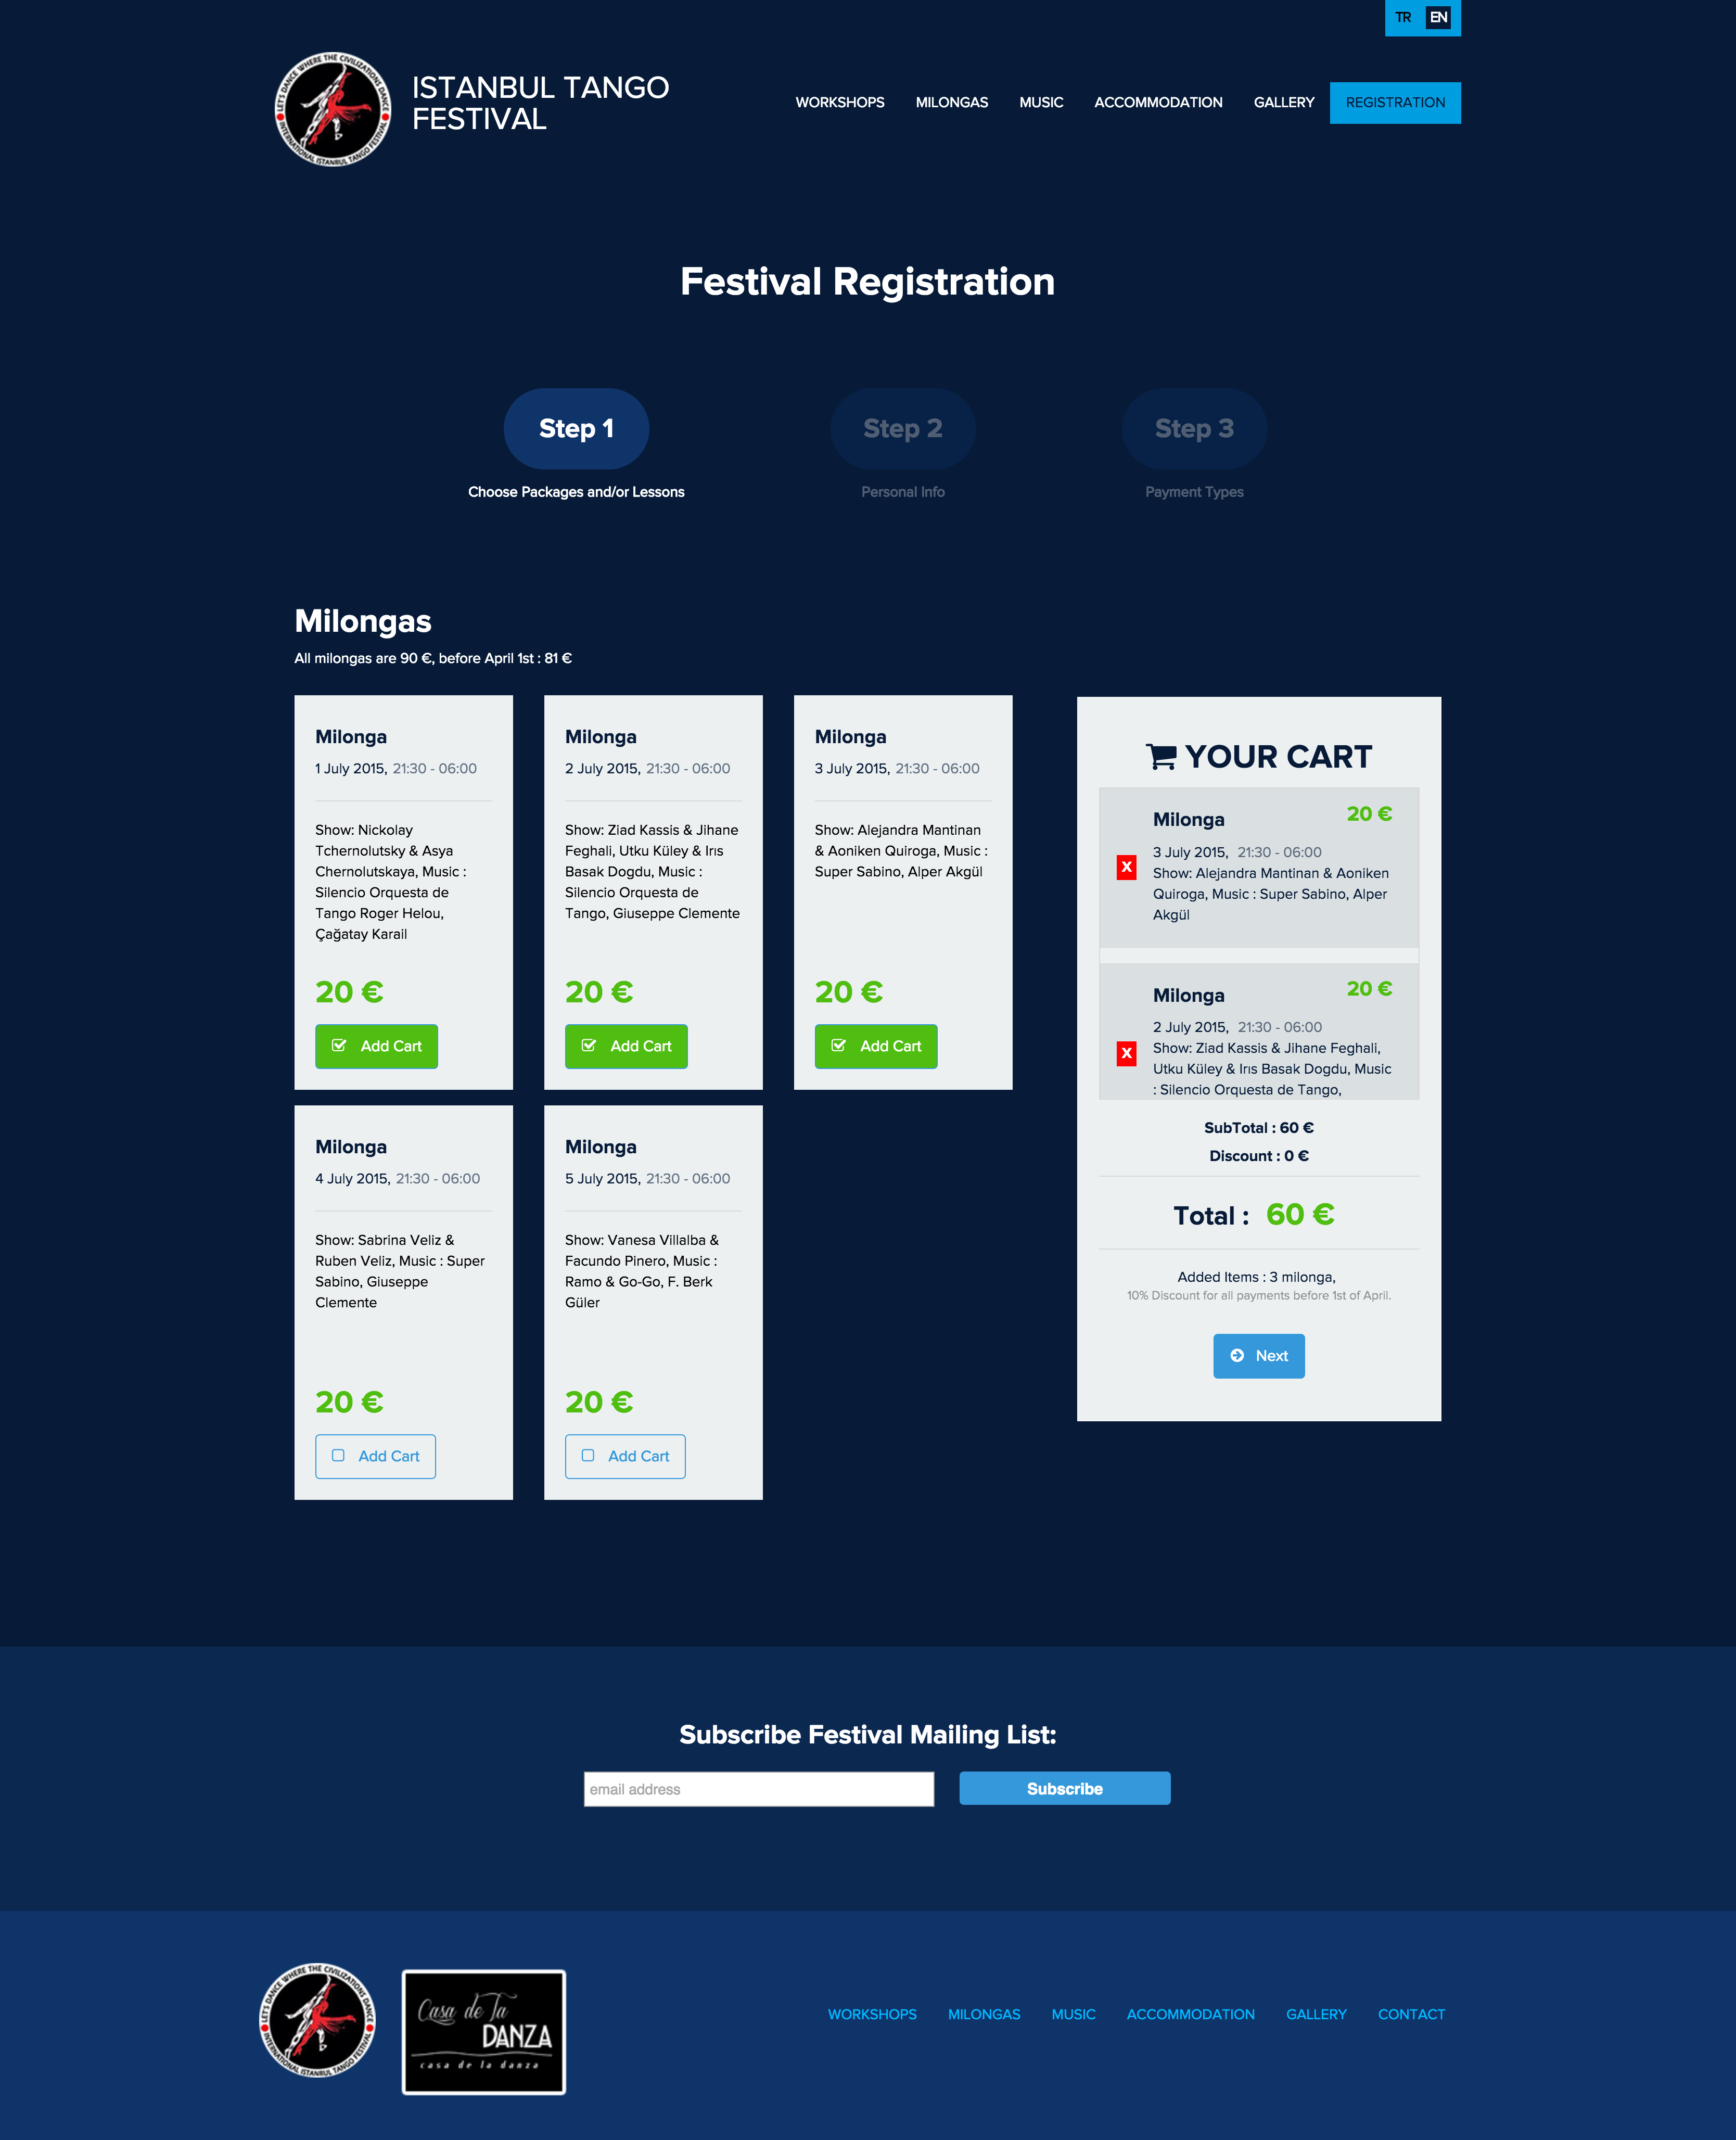 TR EN
LET'S DANCE WHERE THE CIVILIZATIONS DANCE
INTERNATIONAL ISTANBUL TANGO FESTIVAL
ISTANBUL TANGO
FESTIVAL
WORKSHOPS MILONGAS MUSIC ACCOMMODATION GALLERY REGISTRATION
Festival Registration
Step 1
Choose Packages and/or Lessons
Step 2
Personal Info
Step 3
Payment Types
Milongas
All milongas are 90 €, before April 1st : 81 €
Milonga
1 July 2015, 21:30 - 06:00
Show: Nickolay
Tchernolutsky & Asya
Chernolutskaya, Music :
Silencio Orquesta de
Tango Roger Helou,
Çağatay Karail
20 €
Add Cart
Milonga
2 July 2015, 21:30 - 06:00
Show: Ziad Kassis & Jihane
Feghali, Utku Küley & Irıs
Basak Dogdu, Music :
Silencio Orquesta de
Tango, Giuseppe Clemente
20 €
Add Cart
Milonga
3 July 2015, 21:30 - 06:00
Show: Alejandra Mantinan
& Aoniken Quiroga, Music :
Super Sabino, Alper Akgül
20 €
Add Cart
Milonga
4 July 2015, 21:30 - 06:00
Show: Sabrina Veliz &
Ruben Veliz, Music : Super
Sabino, Giuseppe
Clemente
20 €
Add Cart
Milonga
5 July 2015, 21:30 - 06:00
Show: Vanesa Villalba &
Facundo Pinero, Music :
Ramo & Go-Go, F. Berk
Güler
20 €
Add Cart
YOUR CART
Milonga 20 €
3 July 2015, 21:30 - 06:00
X
Show: Alejandra Mantinan & Aoniken
Quiroga, Music : Super Sabino, Alper
Akgül
Milonga 20 €
2 July 2015, 21:30 - 06:00
X
Show: Ziad Kassis & Jihane Feghali,
Utku Küley & Irıs Basak Dogdu, Music
: Silencio Orquesta de Tango,
SubTotal : 60 €
Discount : 0 €
Total : 60 €
Added Items : 3 milonga,
10% Discount for all payments before 1st of April.
Next
Subscribe Festival Mailing List:
email address
Subscribe
LET'S DANCE WHERE THE CIVILIZATIONS DANCE
INTERNATIONAL ISTANBUL TANGO FESTIVAL
Casa de la
DANZA
casa de la danza
WORKSHOPS MILONGAS MUSIC ACCOMMODATION GALLERY CONTACT